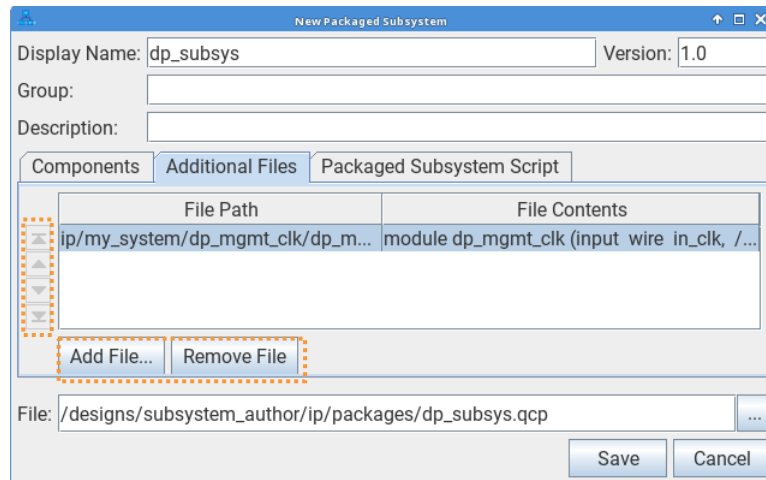 New Packaged Subsystem
Display Name: dp_subsys Version: 1.0
Group:
Description:
Components Additional Files Packaged Subsystem Script
File Path File Contents
ip/my_system/dp_mgmt_clk/dp_m... module dp_mgmt_clk (input wire in_clk, /...
Add File... Remove File
File: /designs/subsystem_author/ip/packages/dp_subsys.qcp ...
Save Cancel